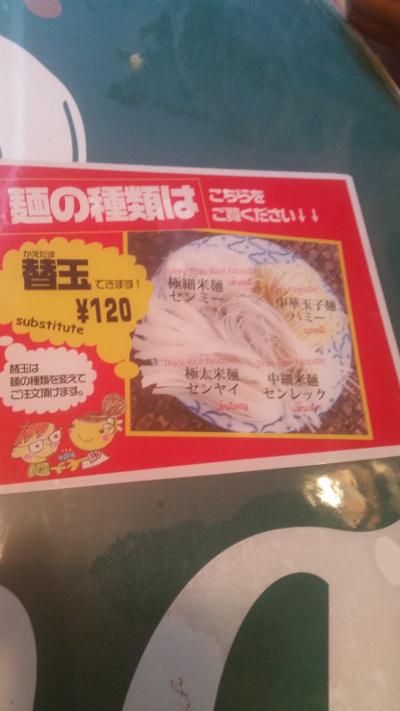 麺の種類は
こちらを
ご覧ください↓↓
かえだま
替玉できます!
¥120
substitute
替玉は
麺の種類を変えて
ご注文頂けます。
Very Thin Rice Noodle
極細米麺
センミー
中華玉子麺
バミー
Thick Rice Noodle
極太米麺
センヤイ
Thin Rice Noodle
中細米麺
センレック